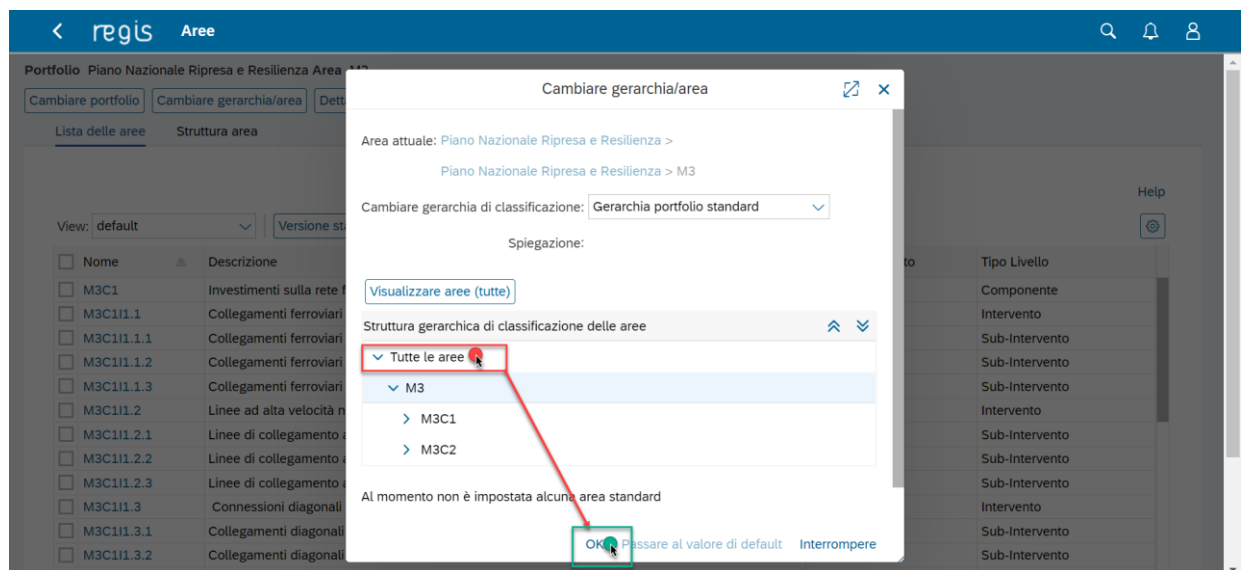 regis Aree
Portfolio Piano Nazionale Ripresa e Resilienza Area M3
Cambiare portfolio Cambiare gerarchia/area Dett
Lista delle aree Struttura area
Help
View: default Versione st
Nome Descrizione to Tipo Livello
M3C1 Investimenti sulla rete f Componente
M3C1I1.1 Collegamenti ferroviari Intervento
M3C1I1.1.1 Collegamenti ferroviari Sub-Intervento
M3C1I1.1.2 Collegamenti ferroviari Sub-Intervento
M3C1I1.1.3 Collegamenti ferroviari Sub-Intervento
M3C1I1.2 Linee ad alta velocità n Intervento
M3C1I1.2.1 Linee di collegamento a Sub-Intervento
M3C1I1.2.2 Linee di collegamento a Sub-Intervento
M3C1I1.2.3 Linee di collegamento a Sub-Intervento
M3C1I1.3 Connessioni diagonali Intervento
M3C1I1.3.1 Collegamenti diagonali Sub-Intervento
M3C1I1.3.2 Collegamenti diagonali Sub-Intervento
Cambiare gerarchia/area
Area attuale: Piano Nazionale Ripresa e Resilienza >
Piano Nazionale Ripresa e Resilienza > M3
Cambiare gerarchia di classificazione: Gerarchia portfolio standard
Spiegazione:
Visualizzare aree (tutte)
Struttura gerarchica di classificazione delle aree
Tutte le aree
M3
M3C1
M3C2
Al momento non è impostata alcuna area standard
OK Passare al valore di default Interrompere